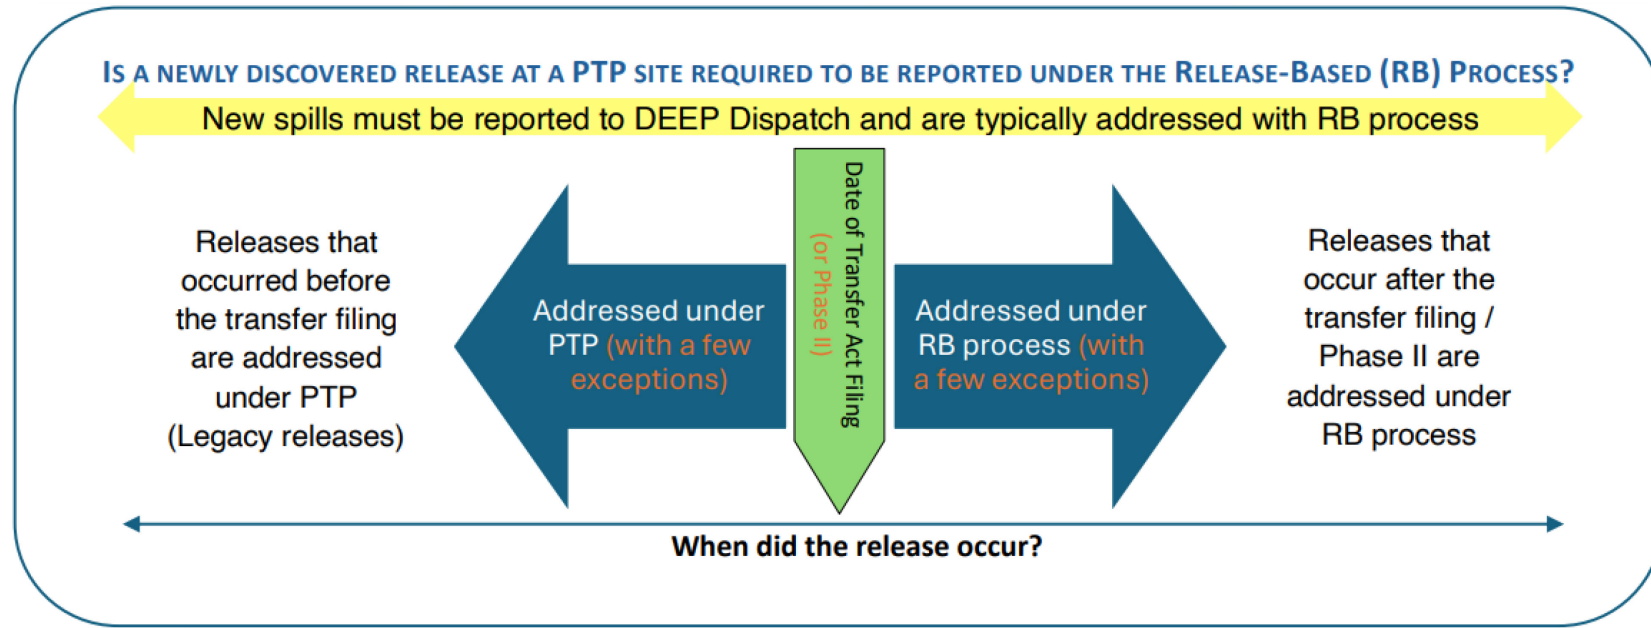 IS A NEWLY DISCOVERED RELEASE AT A PTP SITE REQUIRED TO BE REPORTED UNDER THE RELEASE-BASED (RB) PROCESS?
New spills must be reported to DEEP Dispatch and are typically addressed with RB process
Releases that
occurred before
the transfer filing
are addressed
under PTP
(Legacy releases)
Addressed under
PTP (with a few
exceptions)
Date of Transfer Act Filing
(or Phase II)
Addressed under
RB process (with
a few exceptions)
Releases that
occur after the
transfer filing /
Phase II are
addressed under
RB process
When did the release occur?